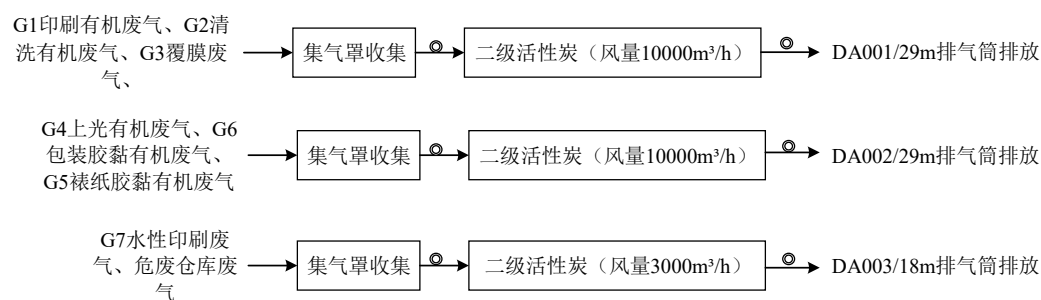 G1印刷有机废气、G2清
洗有机废气、G3覆膜废
气、
集气罩收集
二级活性炭（风量10000m³/h）
DA001/29m排气筒排放
G4上光有机废气、G6
包装胶黏有机废气、
G5裱纸胶黏有机废气
集气罩收集
二级活性炭（风量10000m³/h）
DA002/29m排气筒排放
G7水性印刷废
气、危废仓库废
气
集气罩收集
二级活性炭（风量3000m³/h）
DA003/18m排气筒排放